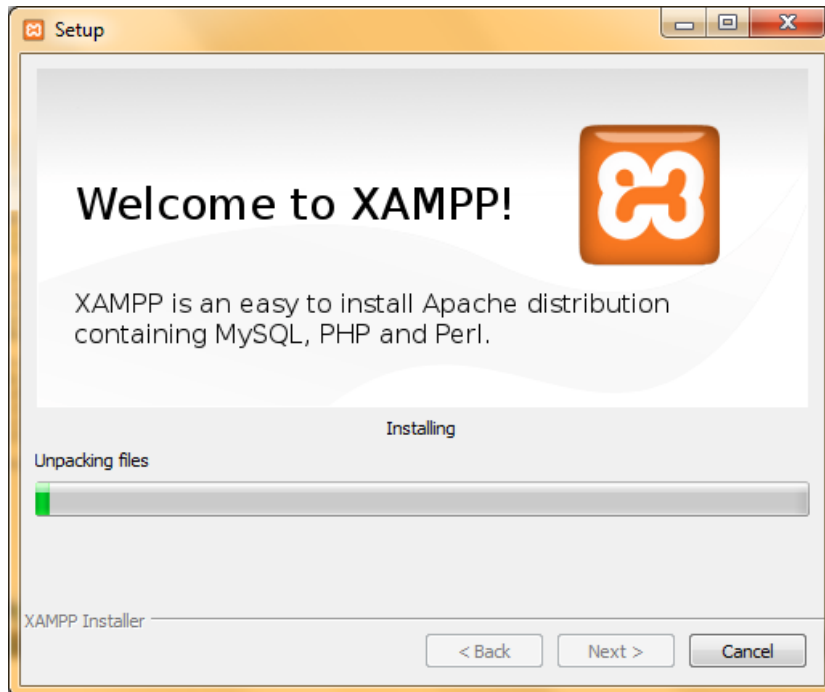 Setup
Welcome to XAMPP!
XAMPP is an easy to install Apache distribution
containing MySQL, PHP and Perl.
Installing
Unpacking files
XAMPP Installer
< Back
Next >
Cancel